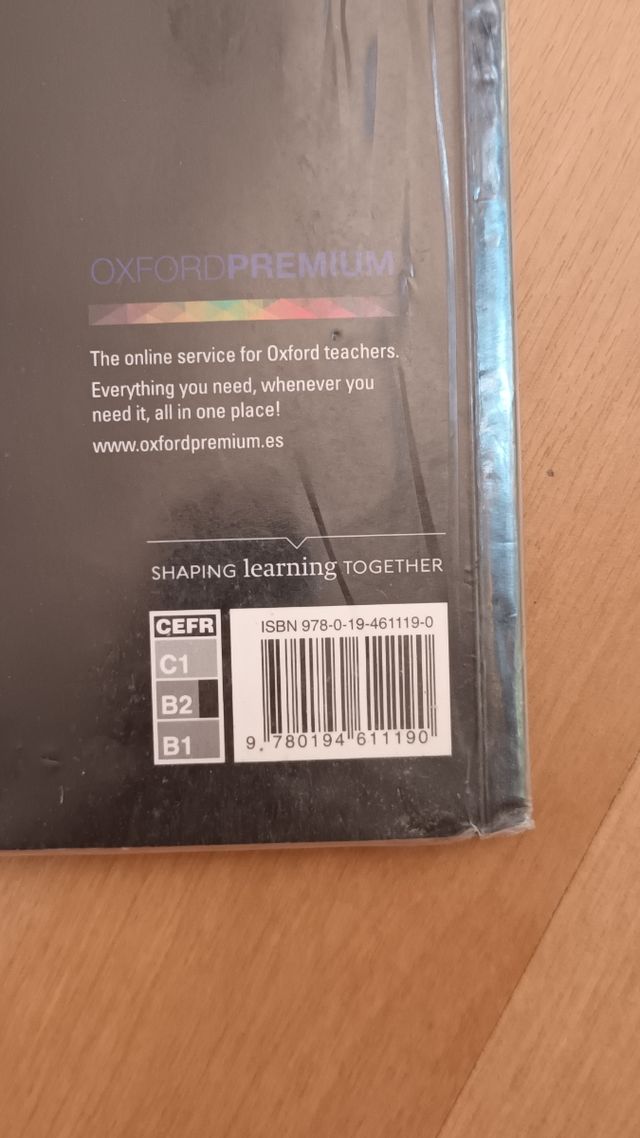 OXFORDPREMIUM
The online service for Oxford teachers.
Everything you need, whenever you
need it, all in one place!
www.oxfordpremium.es
SHAPING learning TOGETHER
CEFR
C1
B2
B1
ISBN 978-0-19-461119-0
9 780194 611190